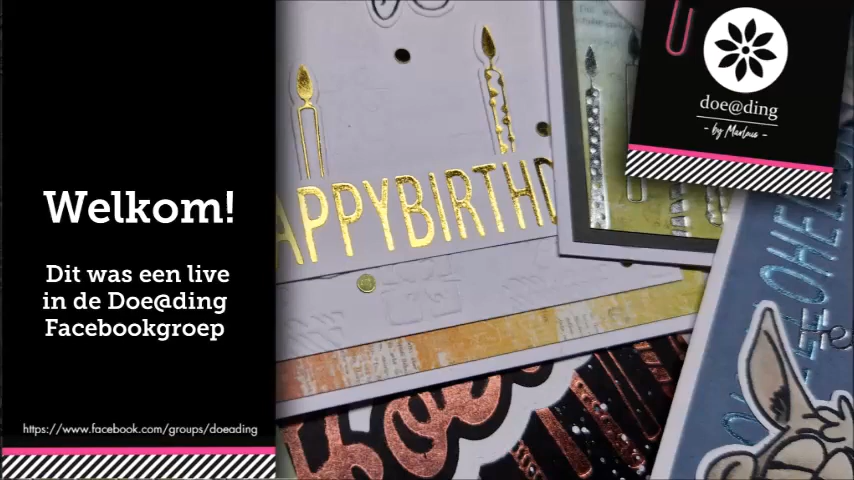 Welkom!
Dit was een live
in de Doe@ding
Facebookgroep
https://www.facebook.com/groups/doeading
APPYBIRTHD
doe@ding
- by Marluus -